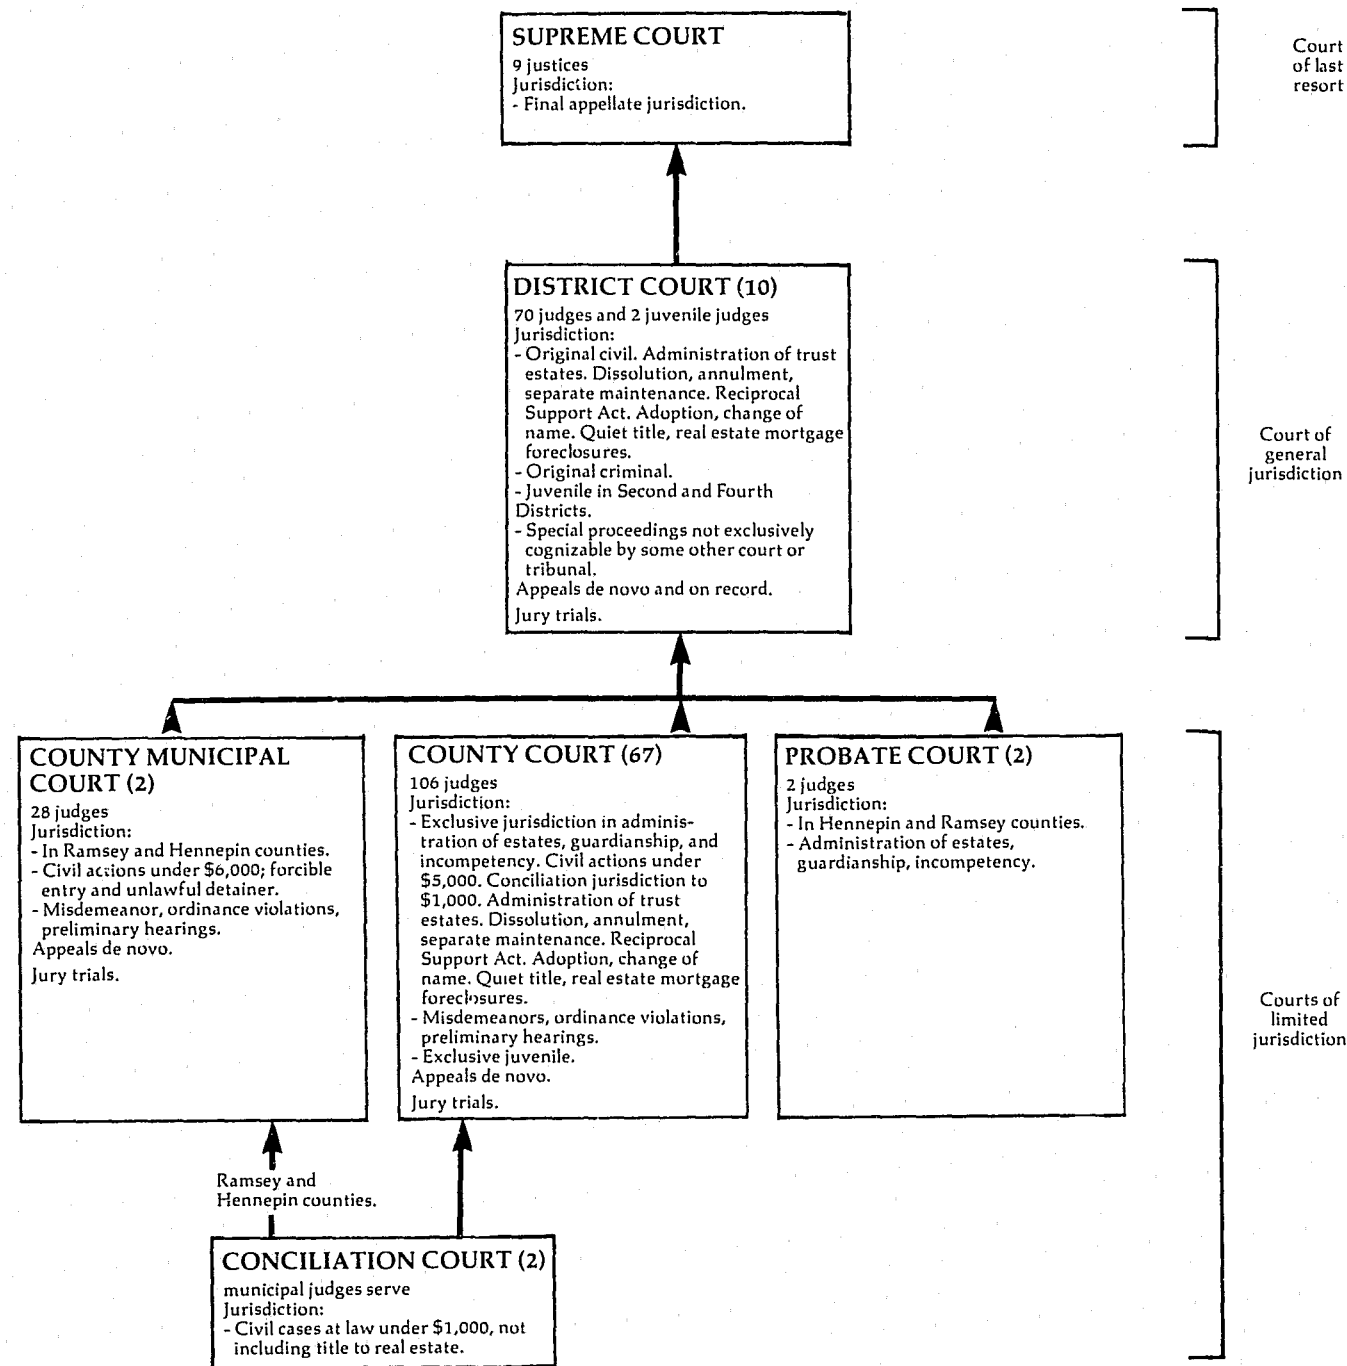 SUPREME COURT
9 justices
Jurisdiction:
- Final appellate jurisdiction.
Court
of last
resort
DISTRICT COURT (10)
70 judges and 2 juvenile judges
Jurisdiction:
- Original civil. Administration of trust
estates. Dissolution, annulment,
separate maintenance. Reciprocal
Support Act. Adoption, change of
name. Quiet title, real estate mortgage
foreclosures.
- Original criminal.
- Juvenile in Second and Fourth
Districts.
- Special proceedings not exclusively
cognizable by some other court or
tribunal.
Appeals de novo and on record.
Jury trials.
Court of
general
jurisdiction
COUNTY MUNICIPAL
COURT (2)
28 judges
Jurisdiction:
- In Ramsey and Hennepin counties.
- Civil actions under $6,000; forcible
entry and unlawful detainer.
- Misdemeanor, ordinance violations,
preliminary hearings.
Appeals de novo.
Jury trials.
COUNTY COURT (67)
106 judges
Jurisdiction:
- Exclusive jurisdiction in adminis-
tration of estates, guardianship, and
incompetency. Civil actions under
$5,000. Conciliation jurisdiction to
$1,000. Administration of trust
estates. Dissolution, annulment,
separate maintenance. Reciprocal
Support Act. Adoption, change of
name. Quiet title, real estate mortgage
foreclosures.
- Misdemeanors, ordinance violations,
preliminary hearings.
- Exclusive juvenile.
Appeals de novo.
Jury trials.
PROBATE COURT (2)
2 judges
Jurisdiction:
- In Hennepin and Ramsey counties.
- Administration of estates,
guardianship, incompetency.
Courts of
limited
jurisdiction
Ramsey and
Hennepin counties.
CONCILIATION COURT (2)
municipal judges serve
Jurisdiction:
- Civil cases at law under $1,000, not
including title to real estate.